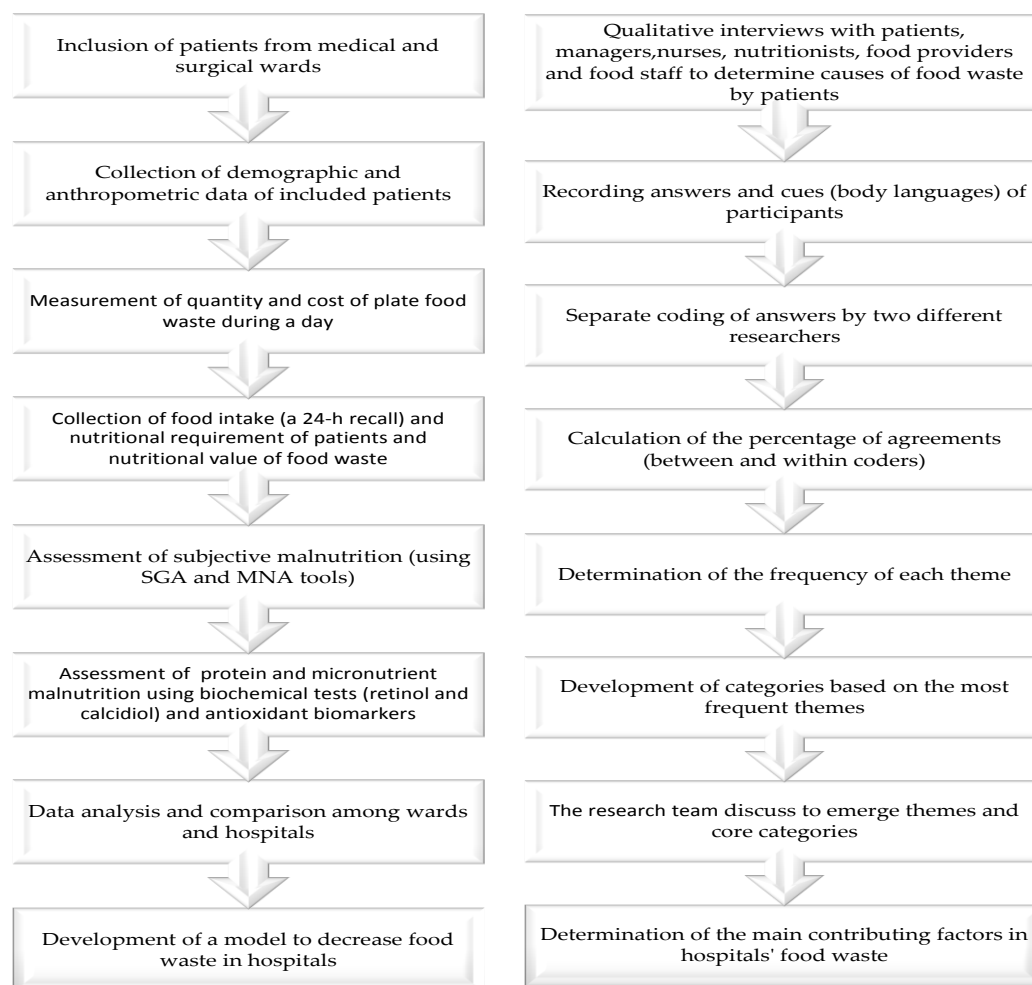 Inclusion of patients from medical and
surgical wards
Collection of demographic and
anthropometric data of included patients
Measurement of quantity and cost of plate food
waste during a day
Collection of food intake (a 24-h recall) and
nutritional requirement of patients and
nutritional value of food waste
Assessment of subjective malnutrition (using
SGA and MNA tools)
Assessment of protein and micronutrient
malnutrition using biochemical tests (retinol and
calcidiol) and antioxidant biomarkers
Data analysis and comparison among wards
and hospitals
Development of a model to decrease food
waste in hospitals
Qualitative interviews with patients,
managers,nurses, nutritionists, food providers
and food staff to determine causes of food waste
by patients
Recording answers and cues (body languages) of
participants
Separate coding of answers by two different
researchers
Calculation of the percentage of agreements
(between and within coders)
Determination of the frequency of each theme
Development of categories based on the most
frequent themes
The research team discuss to emerge themes and
core categories
Determination of the main contributing factors in
hospitals' food waste